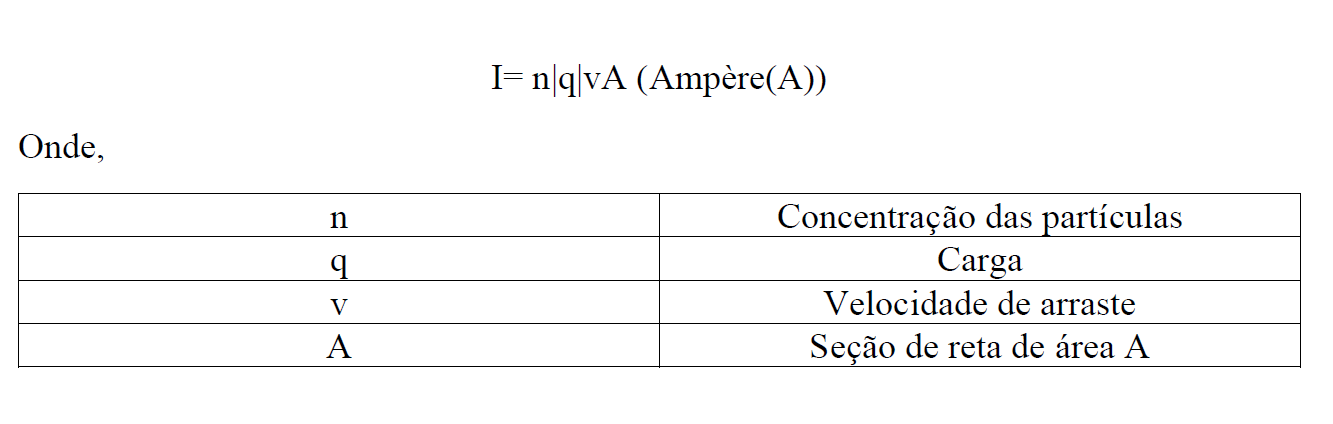 I= n|q|vA (Ampère(A))
Onde,
n Concentração das partículas
q Carga
v Velocidade de arraste
A Seção de reta de área A